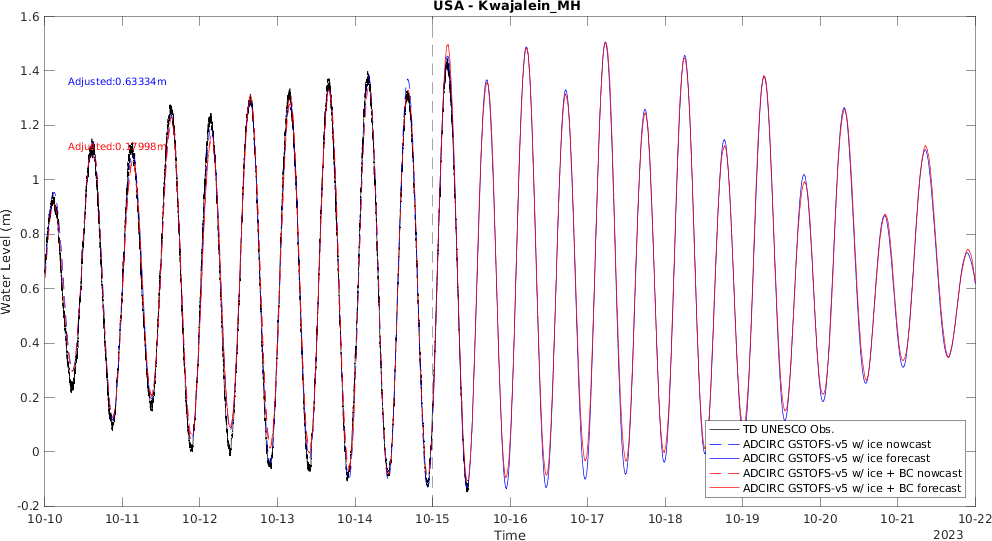 USA - Kwajalein_MH
1.6
1.4
1.2
1
0.8
0.6
0.4
0.2
0
-0.2
Water Level (m)
Adjusted:0.63334m
Adjusted:0.17998m
TD UNESCO Obs.
ADCIRC GSTOFS-v5 w/ ice nowcast
ADCIRC GSTOFS-v5 w/ ice forecast
ADCIRC GSTOFS-v5 w/ ice + BC nowcast
ADCIRC GSTOFS-v5 w/ ice + BC forecast
10-10 10-11 10-12 10-13 10-14 10-15 10-16 10-17 10-18 10-19 10-20 10-21 10-22
Time
2023